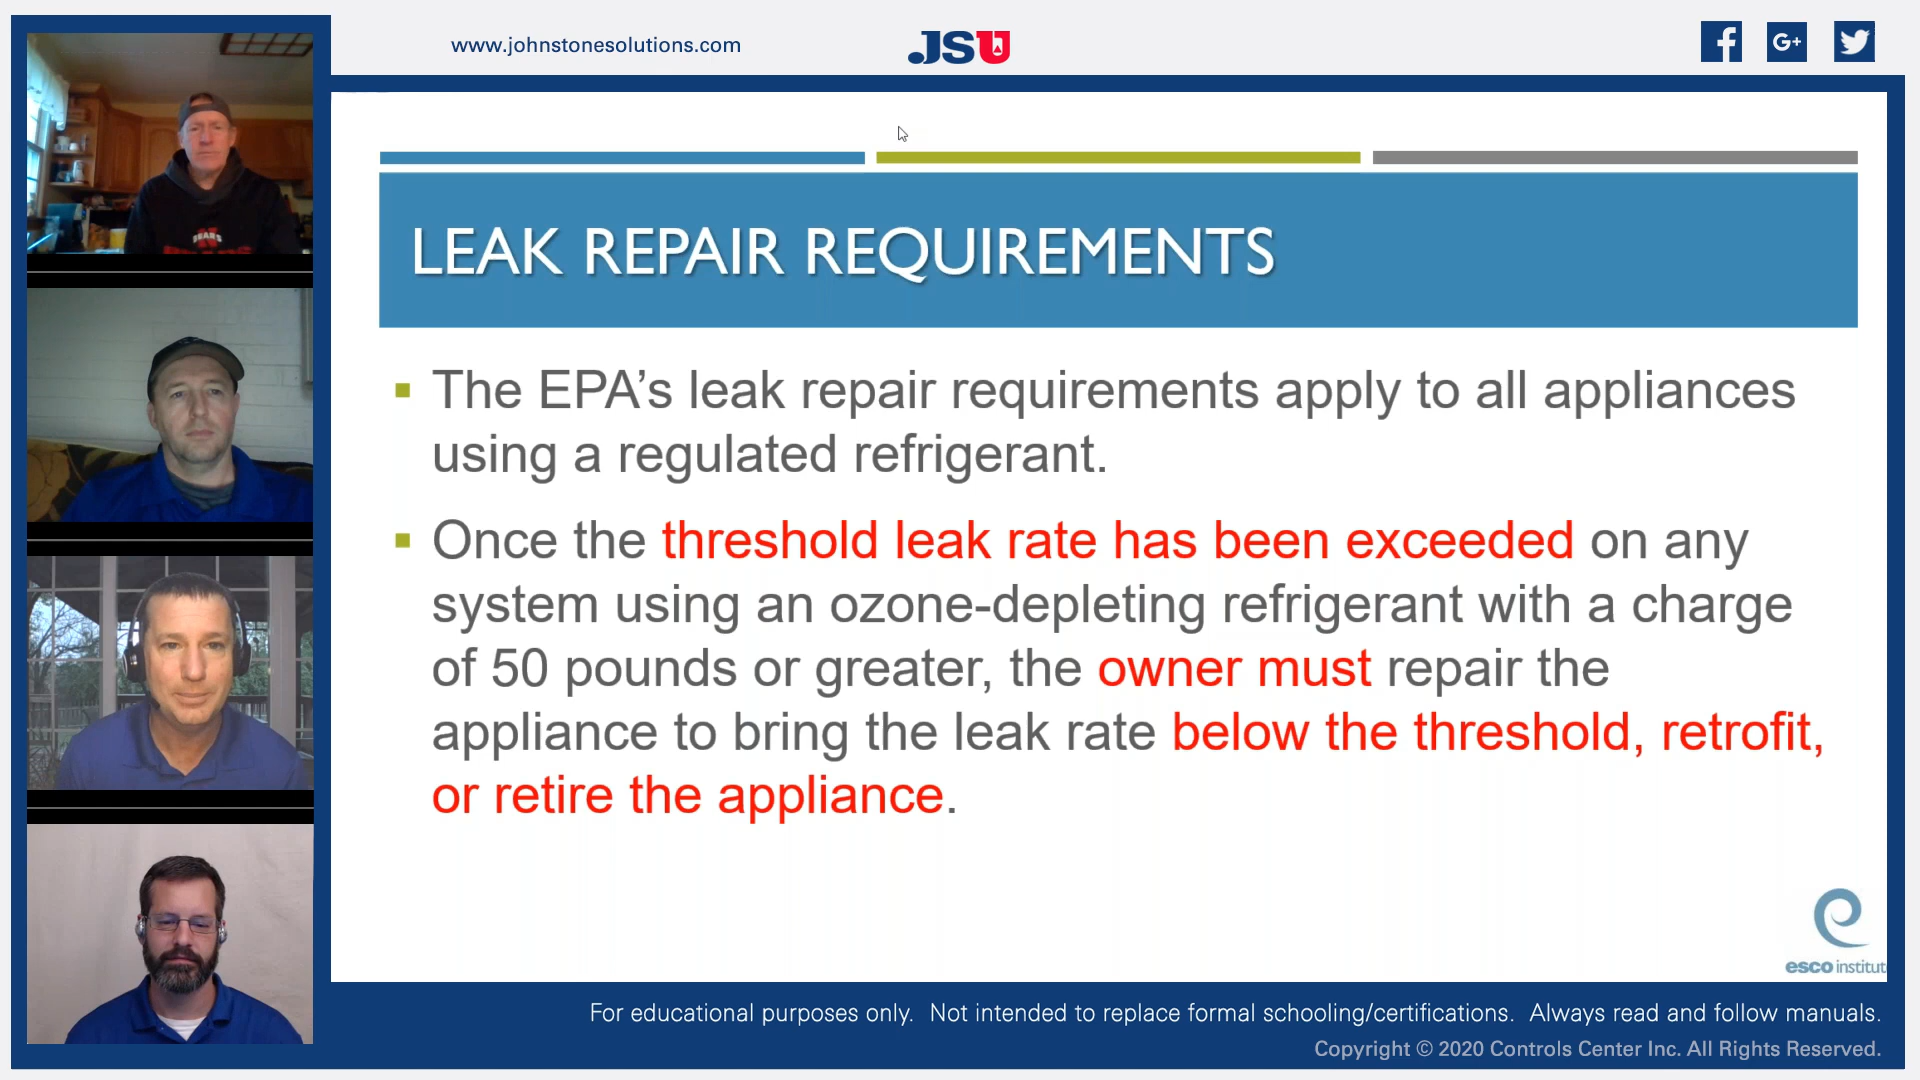 www.johnstonesolutions.com
JSU
G+
LEAK REPAIR REQUIREMENTS
The EPA’s leak repair requirements apply to all appliances
using a regulated refrigerant.
Once the threshold leak rate has been exceeded on any
system using an ozone-depleting refrigerant with a charge
of 50 pounds or greater, the owner must repair the
appliance to bring the leak rate below the threshold, retrofit,
or retire the appliance.
esco institut
For educational purposes only. Not intended to replace formal schooling/certifications. Always read and follow manuals.
Copyright © 2020 Controls Center Inc. All Rights Reserved.